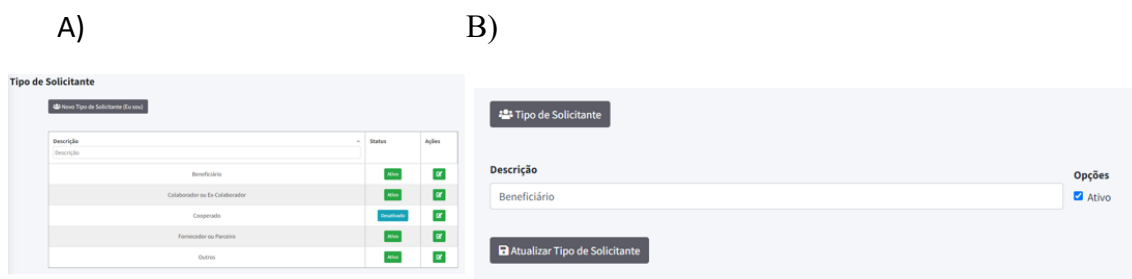 A)
B)
Tipo de Solicitante
Novo Tipo de Solicitante (Eu sou)
Descrição Status Ações
Descrição
Beneficiário Ativo
Colaborador ou Ex-Colaborador Ativo
Cooperado Desativado
Fornecedor ou Parceiro Ativo
Outros Ativo
Tipo de Solicitante
Descrição
Opções
Beneficiário
Ativo
Atualizar Tipo de Solicitante